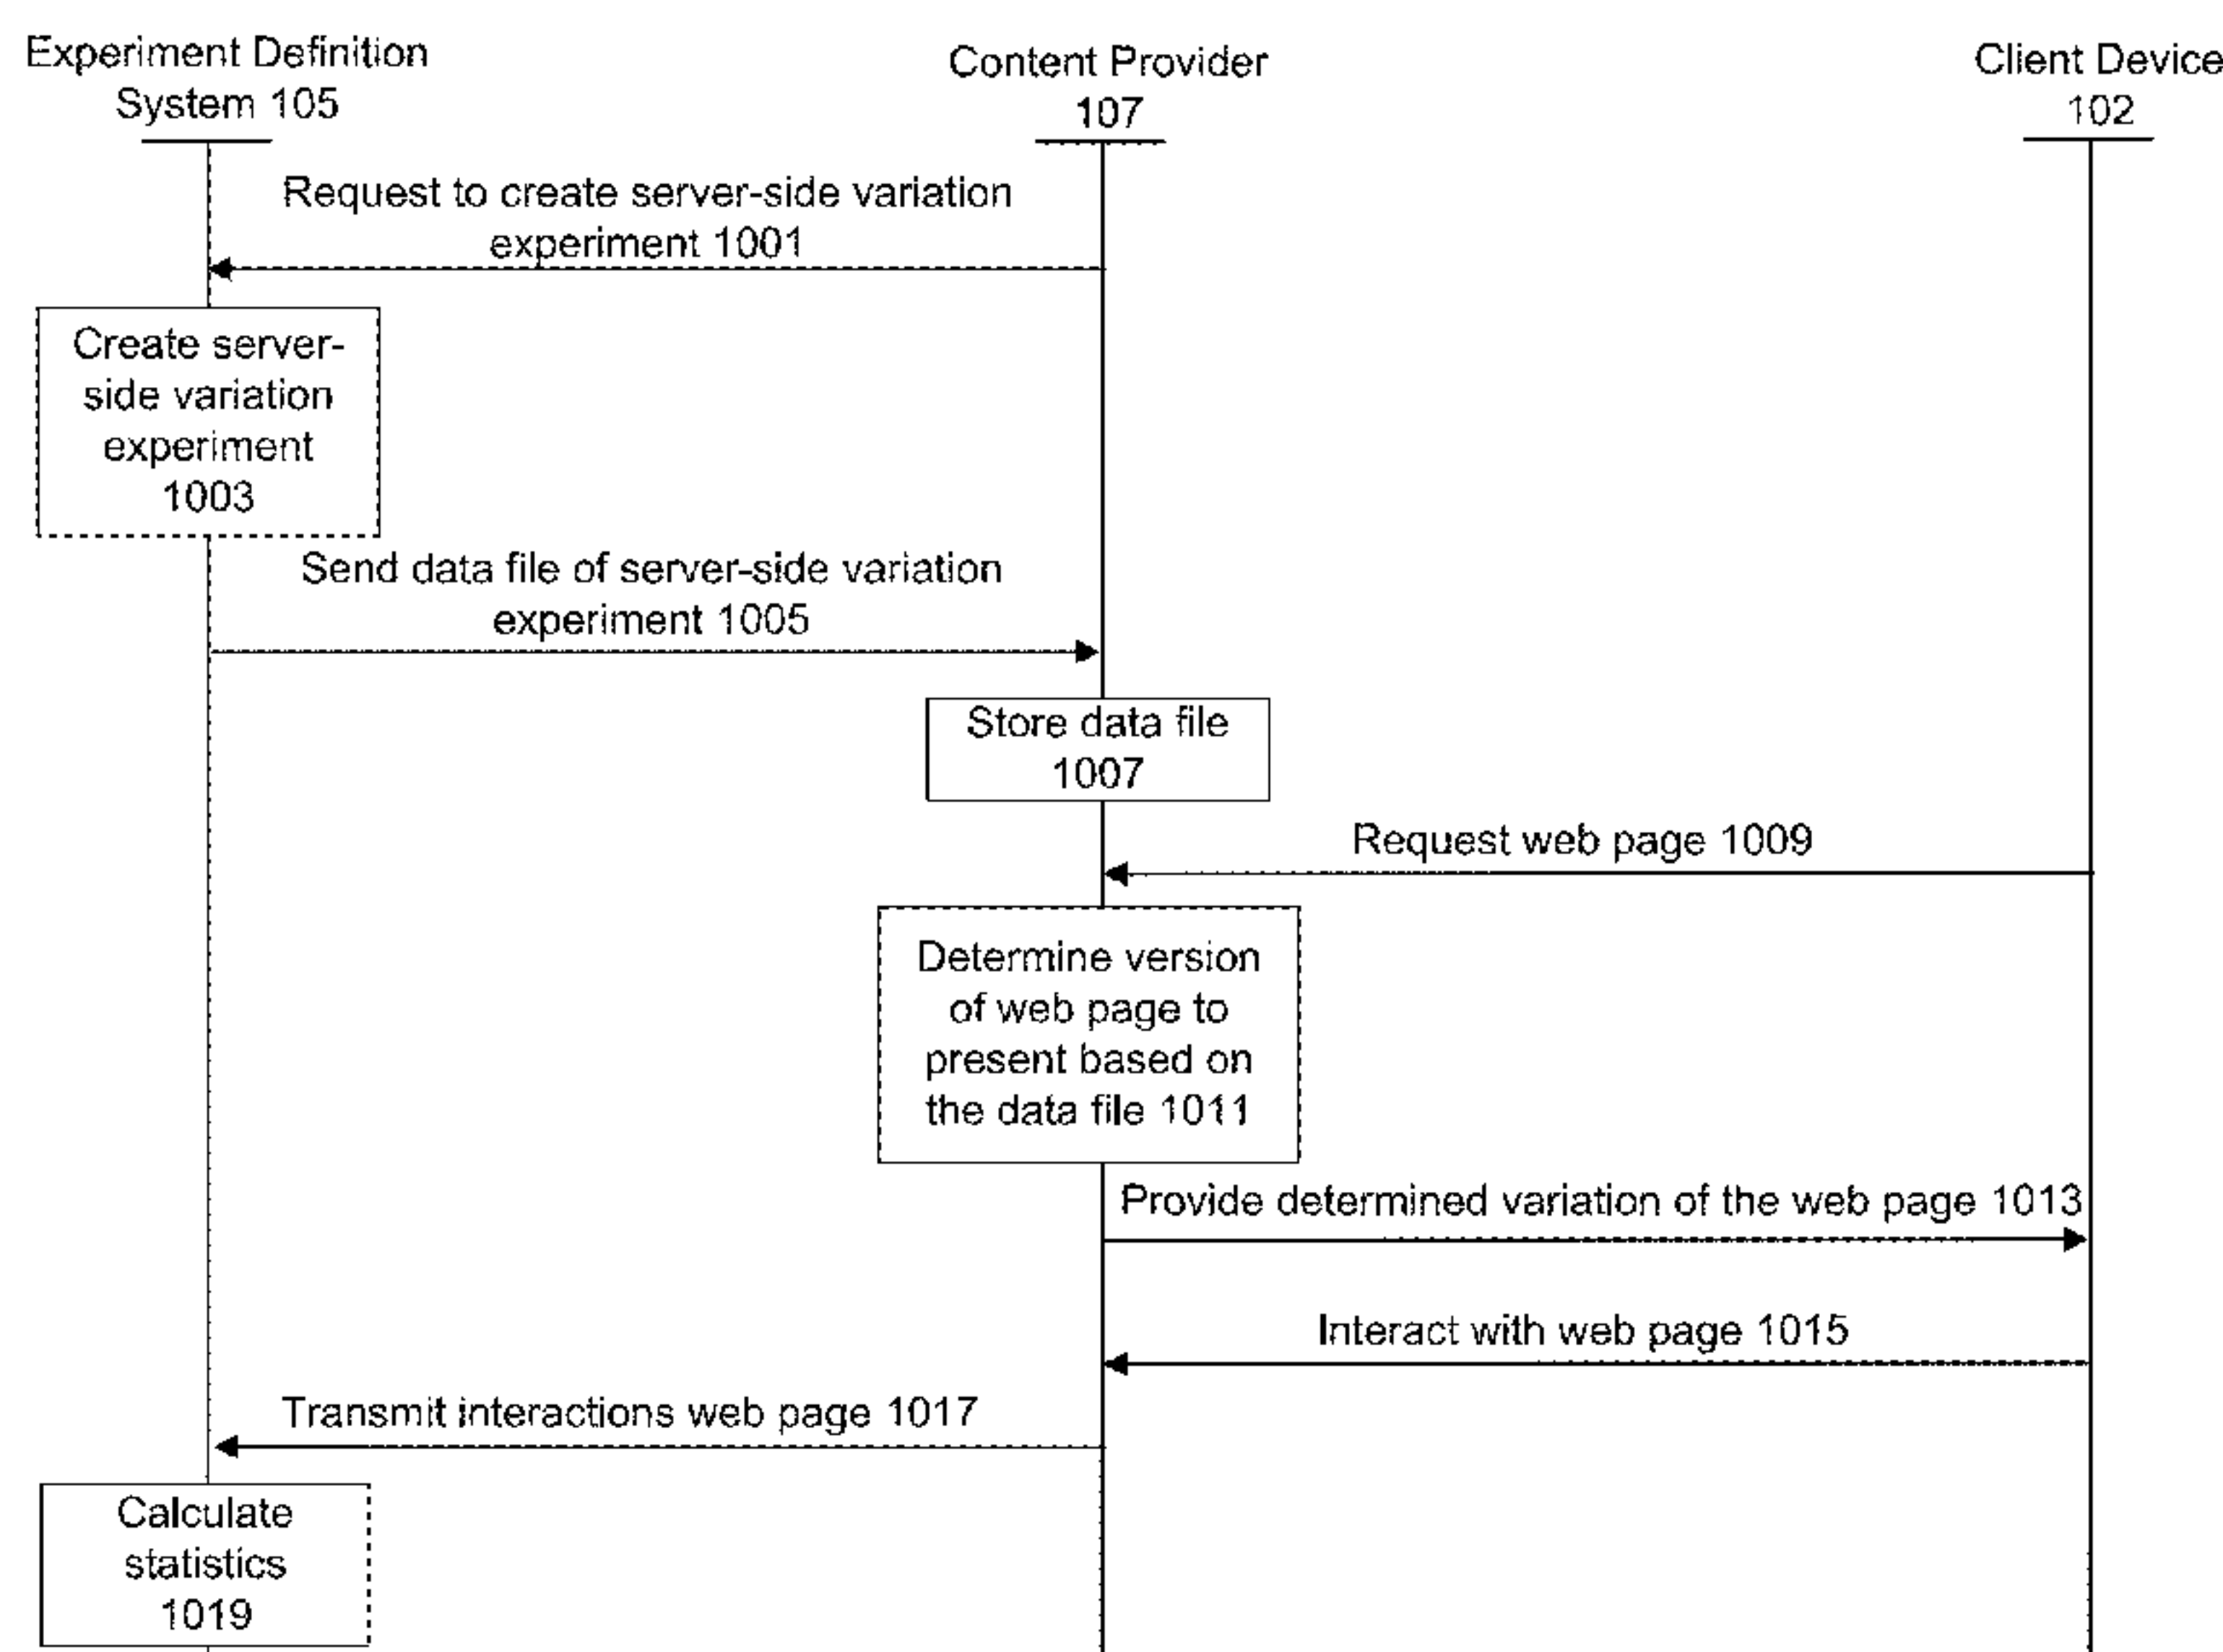 Experiment Definition
System 105
Content Provider
107
Client Device
102
Request to create server-side variation
experiment 1001
Create server-
side variation
experiment
1003
Send data file of server-side variation
experiment 1005
Store data file
1007
Request web page 1009
Determine version
of web page to
present based on
the data file 1011
Provide determined variation of the web page 1013
Interact with web page 1015
Transmit interactions web page 1017
Calculate
statistics
1019